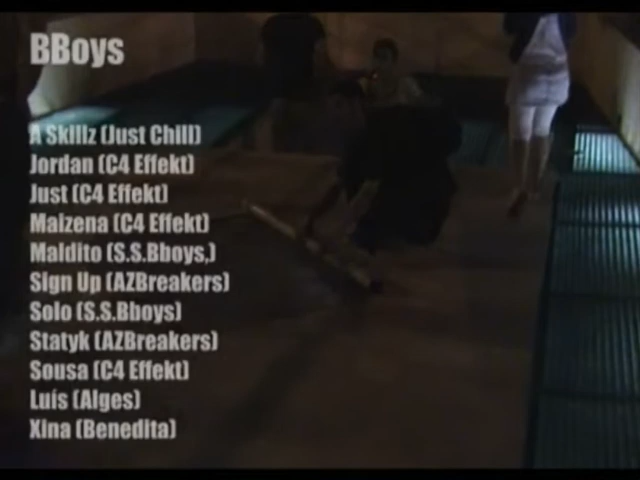 BBoys
A Skillz (Just Chill)
Jordan (C4 Effekt)
Just (C4 Effekt)
Maizena (C4 Effekt)
Maldito (S.S.Bboys,)
Sign Up (AZBreakers)
Solo (S.S.Bboys)
Statyk (AZBreakers)
Sousa (C4 Effekt)
Luís (Alges)
Xina (Benedita)